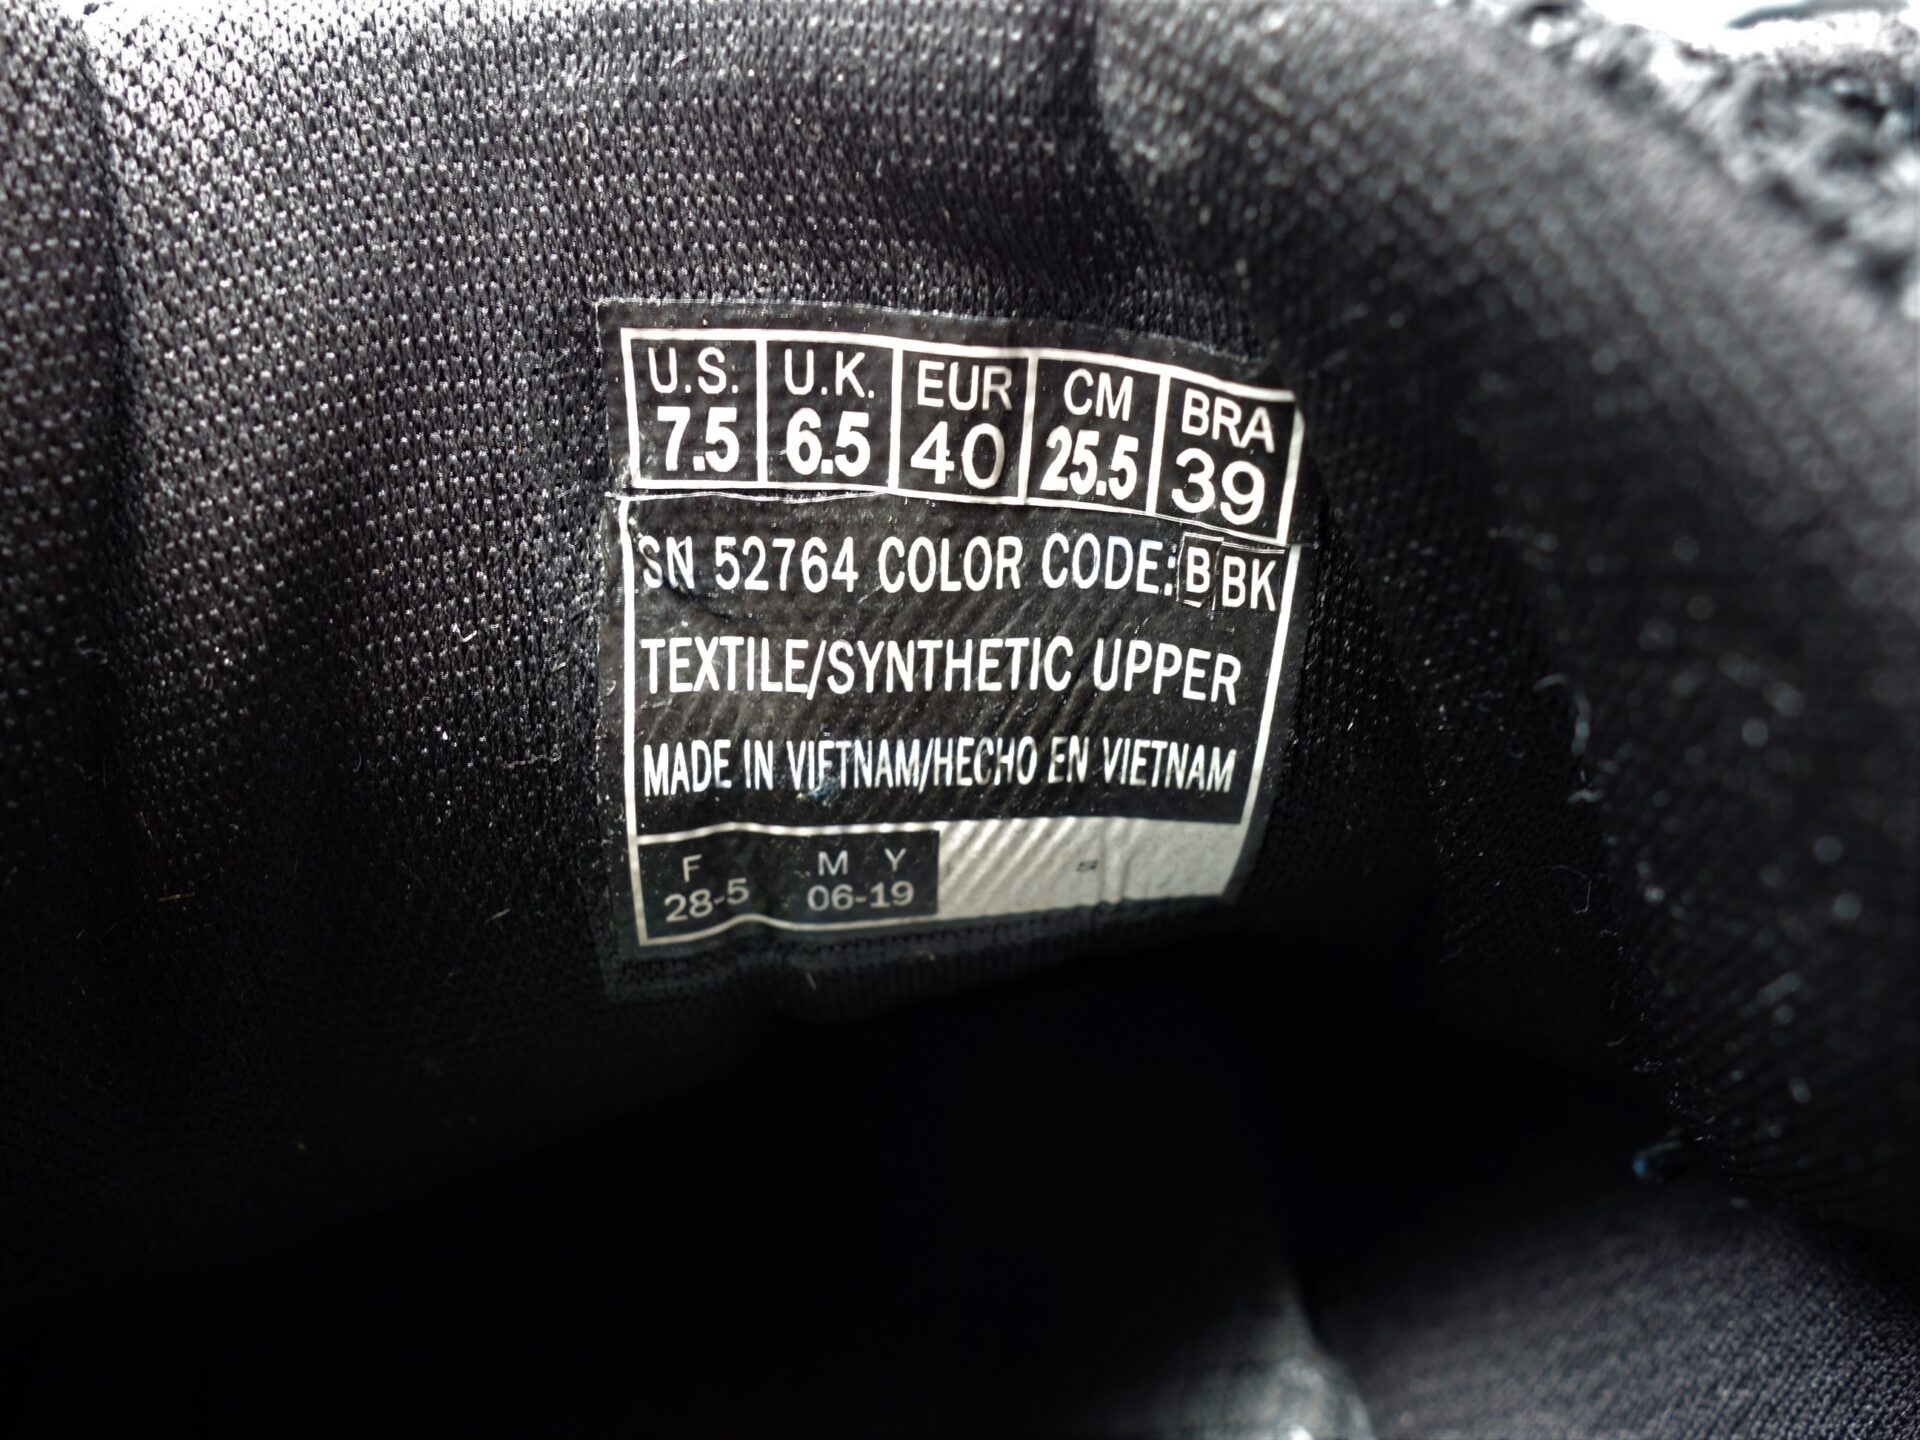 U.S. U.K. EUR CM BRA
7.5 6.5 40 25.5 39
SN 52764 COLOR CODE: BBK
TEXTILE/SYNTHETIC UPPER
MADE IN VIETNAM/HECHO EN VIETNAM
F M Y
28-5 06-19